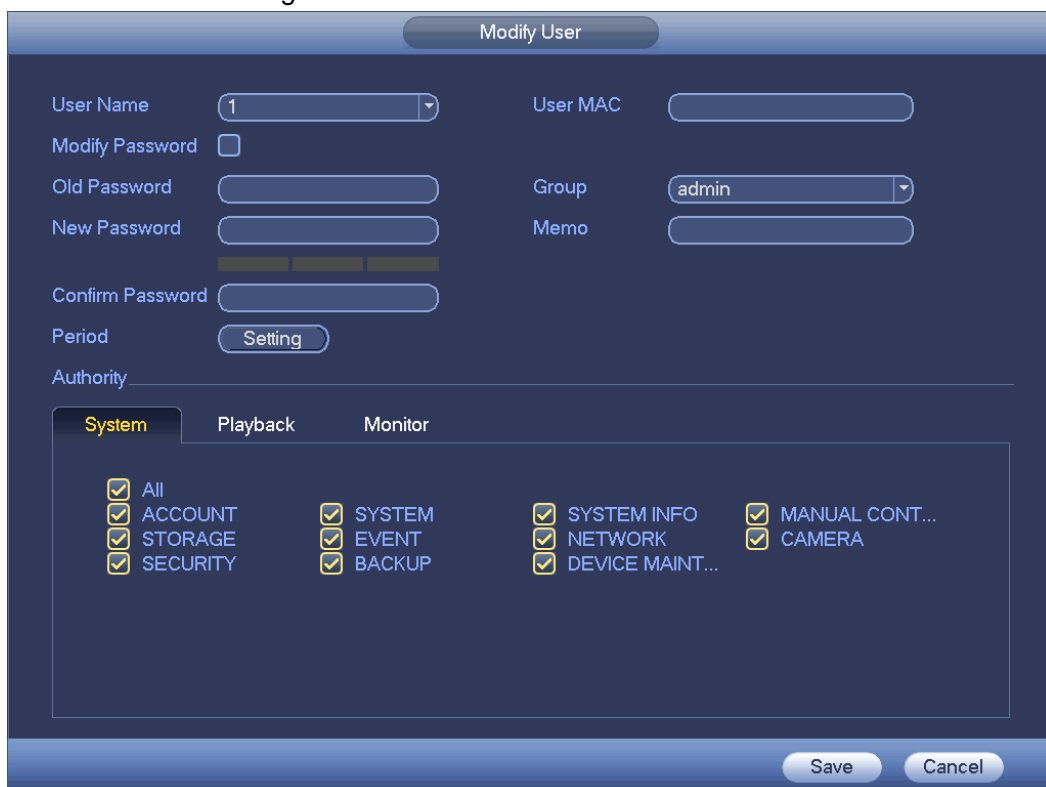 Modify User
User Name 1 User MAC
Modify Password
Old Password Group admin
New Password Memo
Confirm Password
Period Setting
Authority
System Playback Monitor
All
ACCOUNT SYSTEM SYSTEM INFO MANUAL CONT...
STORAGE EVENT NETWORK CAMERA
SECURITY BACKUP DEVICE MAINT...
Save Cancel